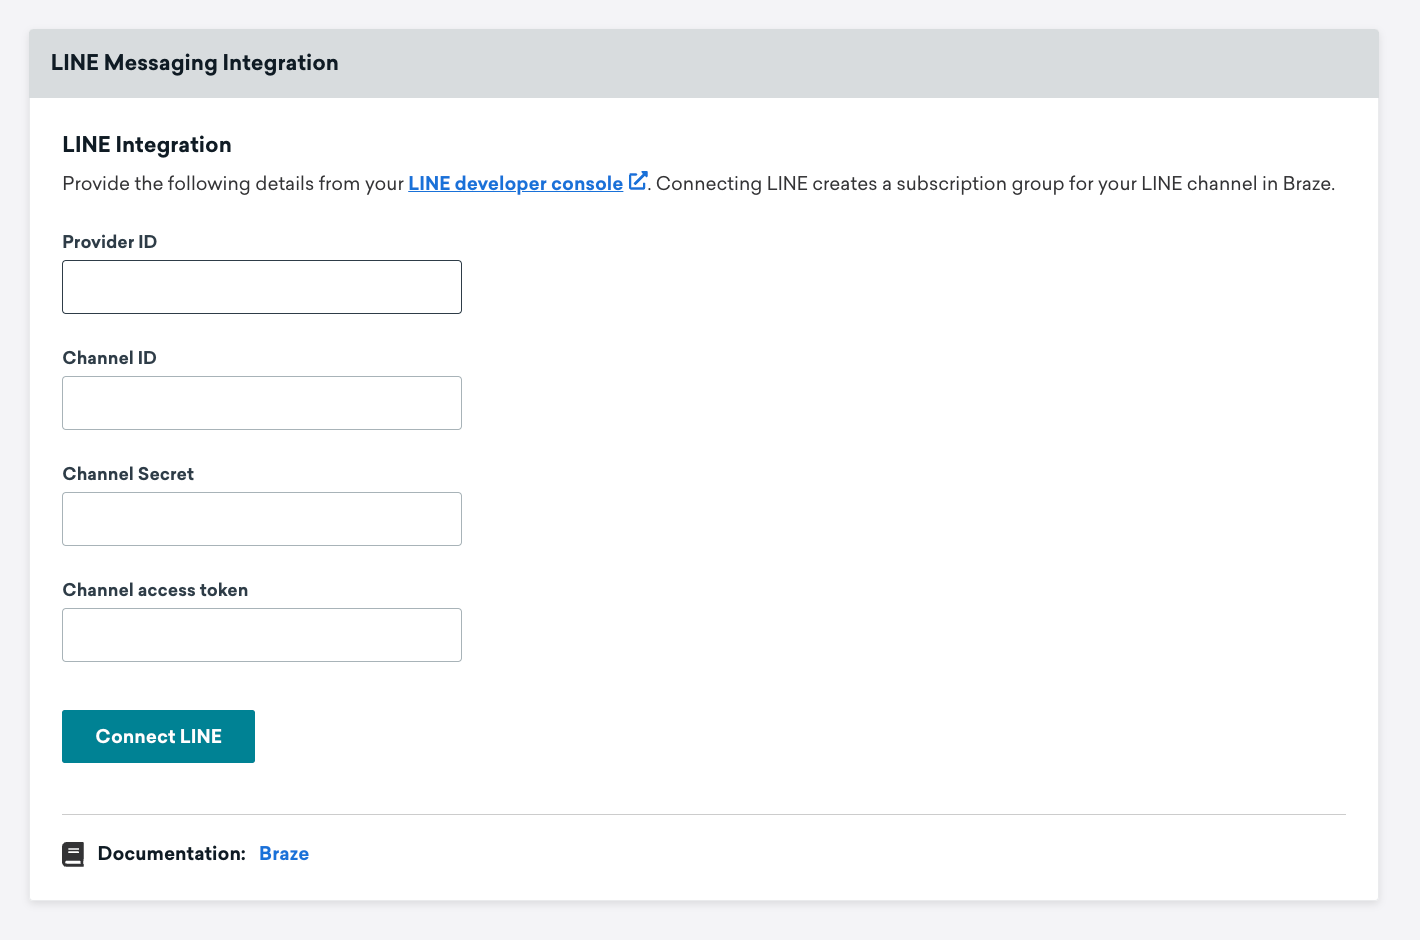 LINE Messaging Integration
LINE Integration
Provide the following details from your LINE developer console. Connecting LINE creates a subscription group for your LINE channel in Braze.
Provider ID
Channel ID
Channel Secret
Channel access token
Connect LINE
Documentation: Braze